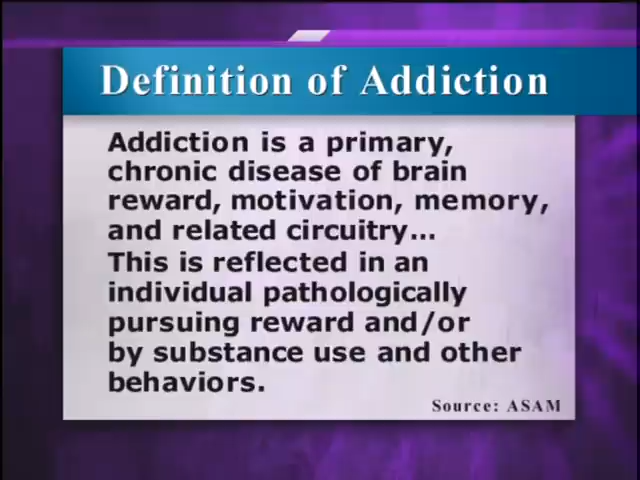 Definition of Addiction
Addiction is a primary,
chronic disease of brain
reward, motivation, memory,
and related circuitry...
This is reflected in an
individual pathologically
pursuing reward and/or
by substance use and other
behaviors.
Source: ASAM